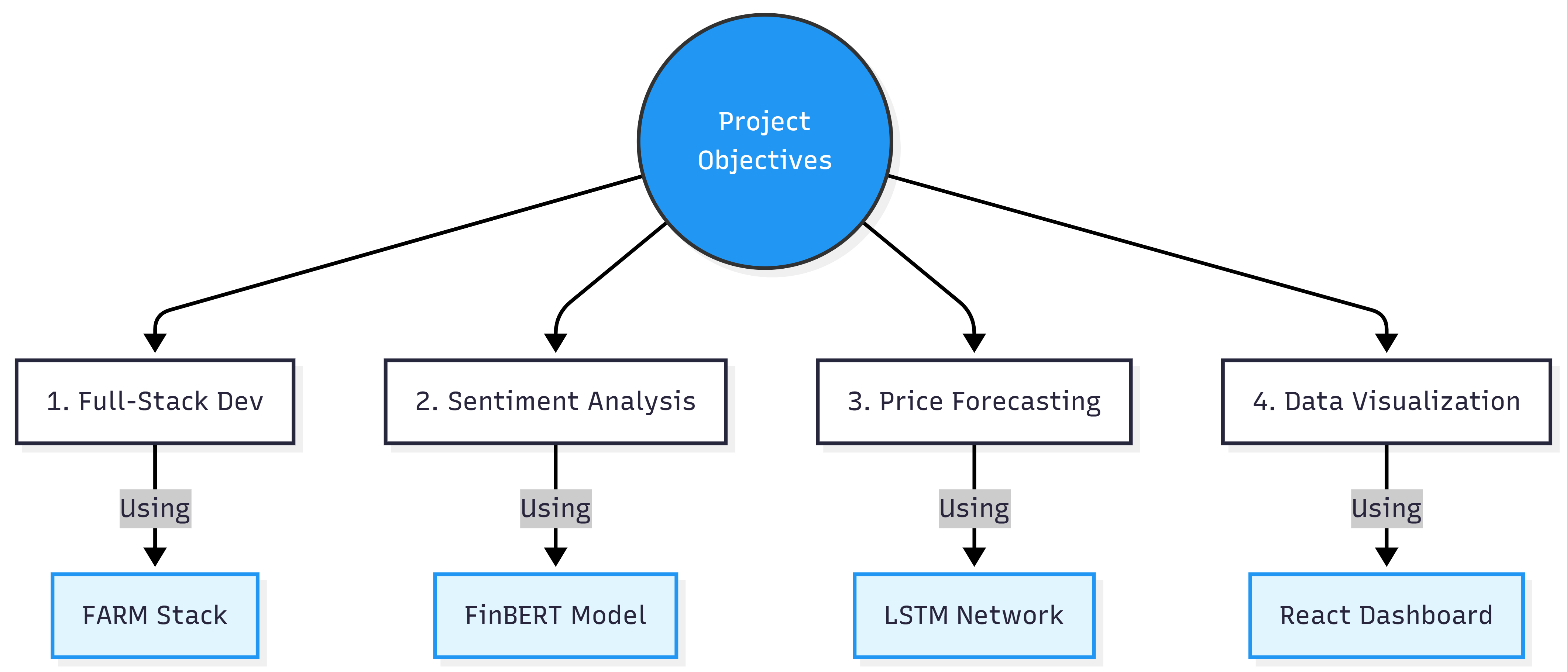 Project
Objectives
1. Full-Stack Dev
2. Sentiment Analysis
3. Price Forecasting
4. Data Visualization
Using
Using
Using
Using
FARM Stack
FinBERT Model
LSTM Network
React Dashboard